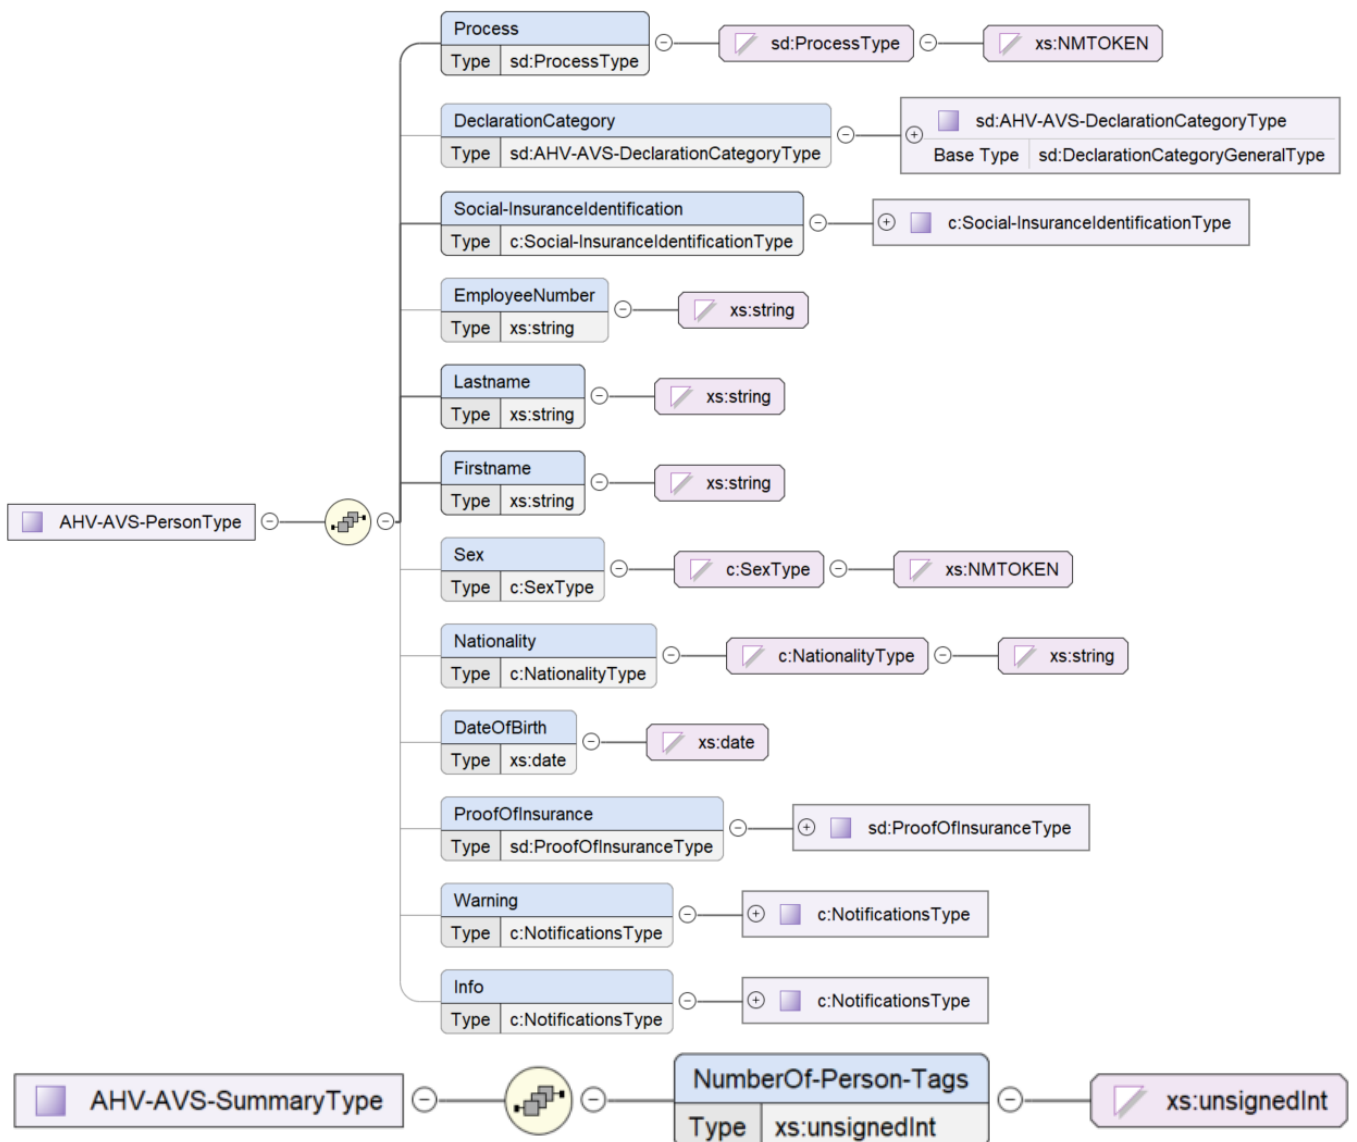 Process
Type sd:ProcessType
sd:ProcessType
xs:NMTOKEN
DeclarationCategory
Type sd:AHV-AVS-DeclarationCategoryType
sd:AHV-AVS-DeclarationCategoryType
Base Type sd:DeclarationCategoryGeneralType
Social-InsuranceIdentification
Type c:Social-InsuranceIdentificationType
c:Social-InsuranceIdentificationType
EmployeeNumber
Type xs:string
xs:string
Lastname
Type xs:string
xs:string
Firstname
Type xs:string
xs:string
AHV-AVS-PersonType
Sex
Type c:SexType
c:SexType
xs:NMTOKEN
Nationality
Type c:NationalityType
c:NationalityType
xs:string
DateOfBirth
Type xs:date
xs:date
ProofOfInsurance
Type sd:ProofOfInsuranceType
sd:ProofOfInsuranceType
Warning
Type c:NotificationsType
c:NotificationsType
Info
Type c:NotificationsType
c:NotificationsType
AHV-AVS-SummaryType
NumberOf-Person-Tags
Type xs:unsignedInt
xs:unsignedInt